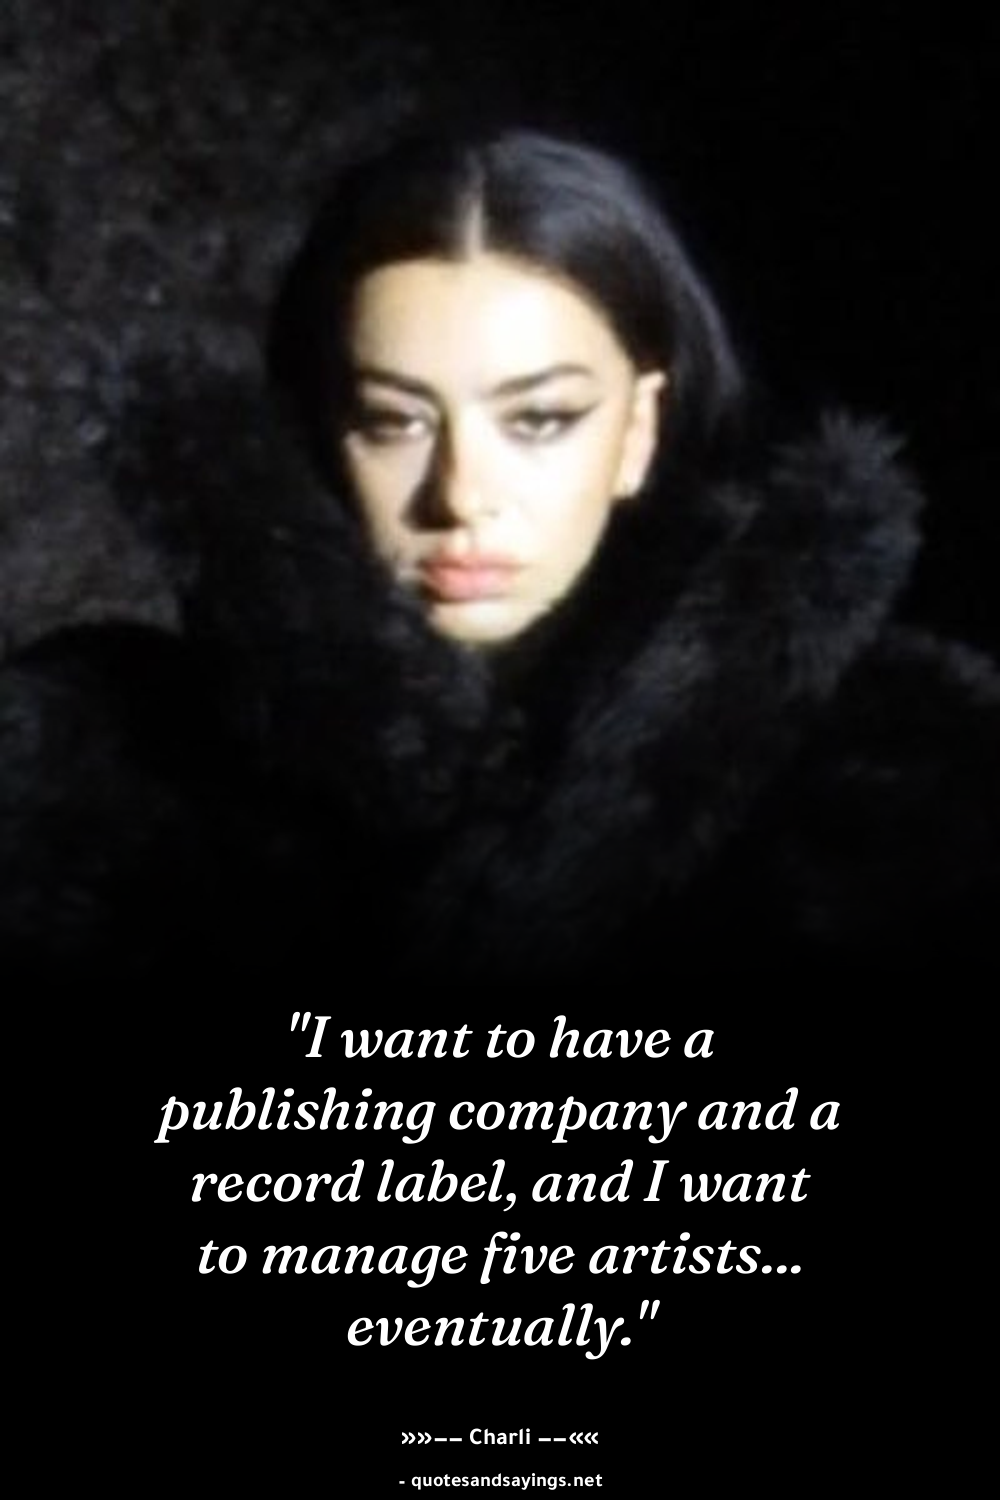 "I want to have a
publishing company and a
record label, and I want
to manage five artists...
eventually."
»»–– Charli ––««
- quotesandsayings.net